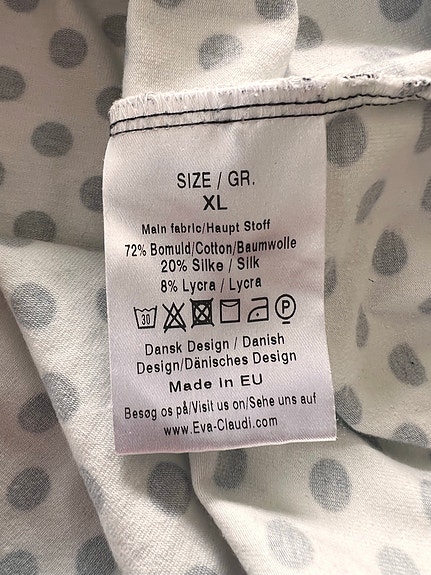 SIZE / GR.
XL
Main fabric/Haupt Stoff
72% Bomuld/Cotton/Baumwolle
20% Silke / Silk
8% Lycra / Lycra
30 P
Dansk Design / Danish
Design/Dänisches Design
Made in EU
Besøg os på/Visit us on/Sehe uns auf
www.Eva-Claudi.com